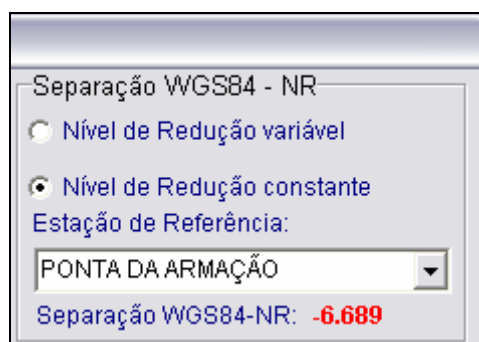 Separação WGS84 - NR
Nível de Redução variável
Nível de Redução constante
Estação de Referência:
PONTA DA ARMAÇÃO
Separação WGS84-NR: -6.689